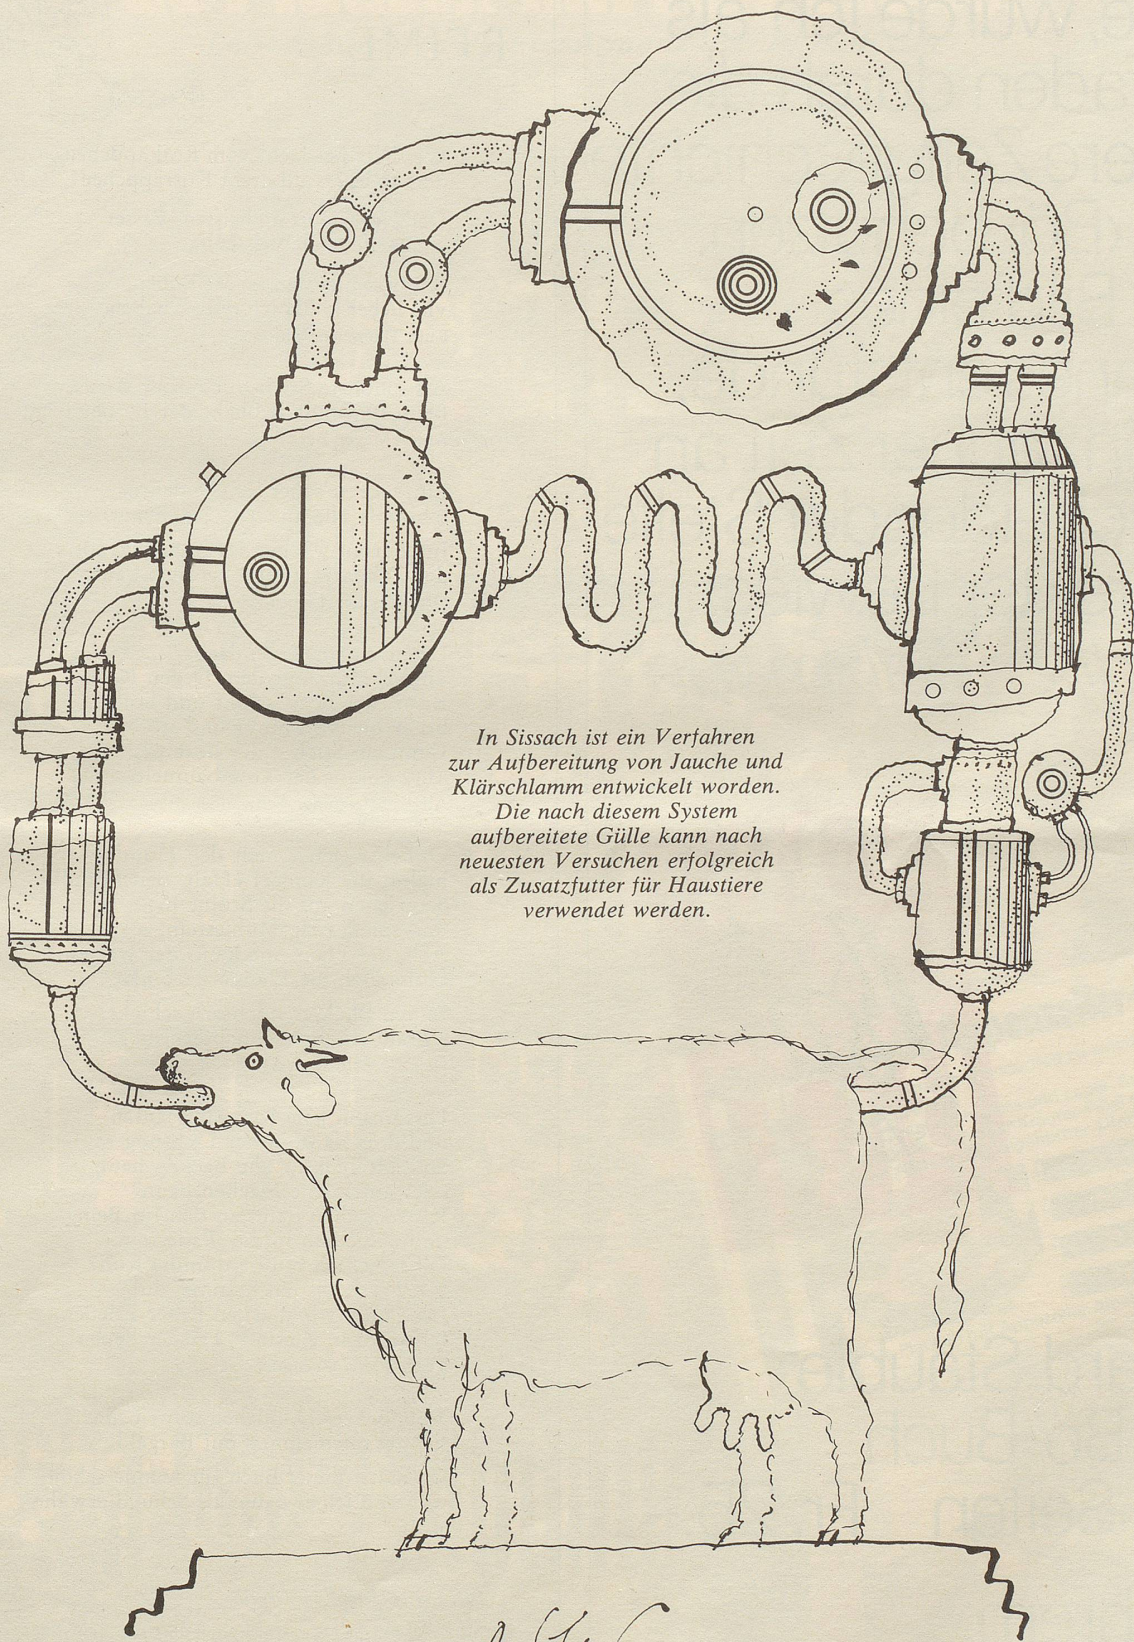 In Sissach ist ein Verfahren
zur Aufbereitung von Jauche und
Klärschlamm entwickelt worden.
Die nach diesem System
aufbereitete Gülle kann nach
neuesten Versuchen erfolgreich
als Zusatzfutter für Haustiere
verwendet werden.